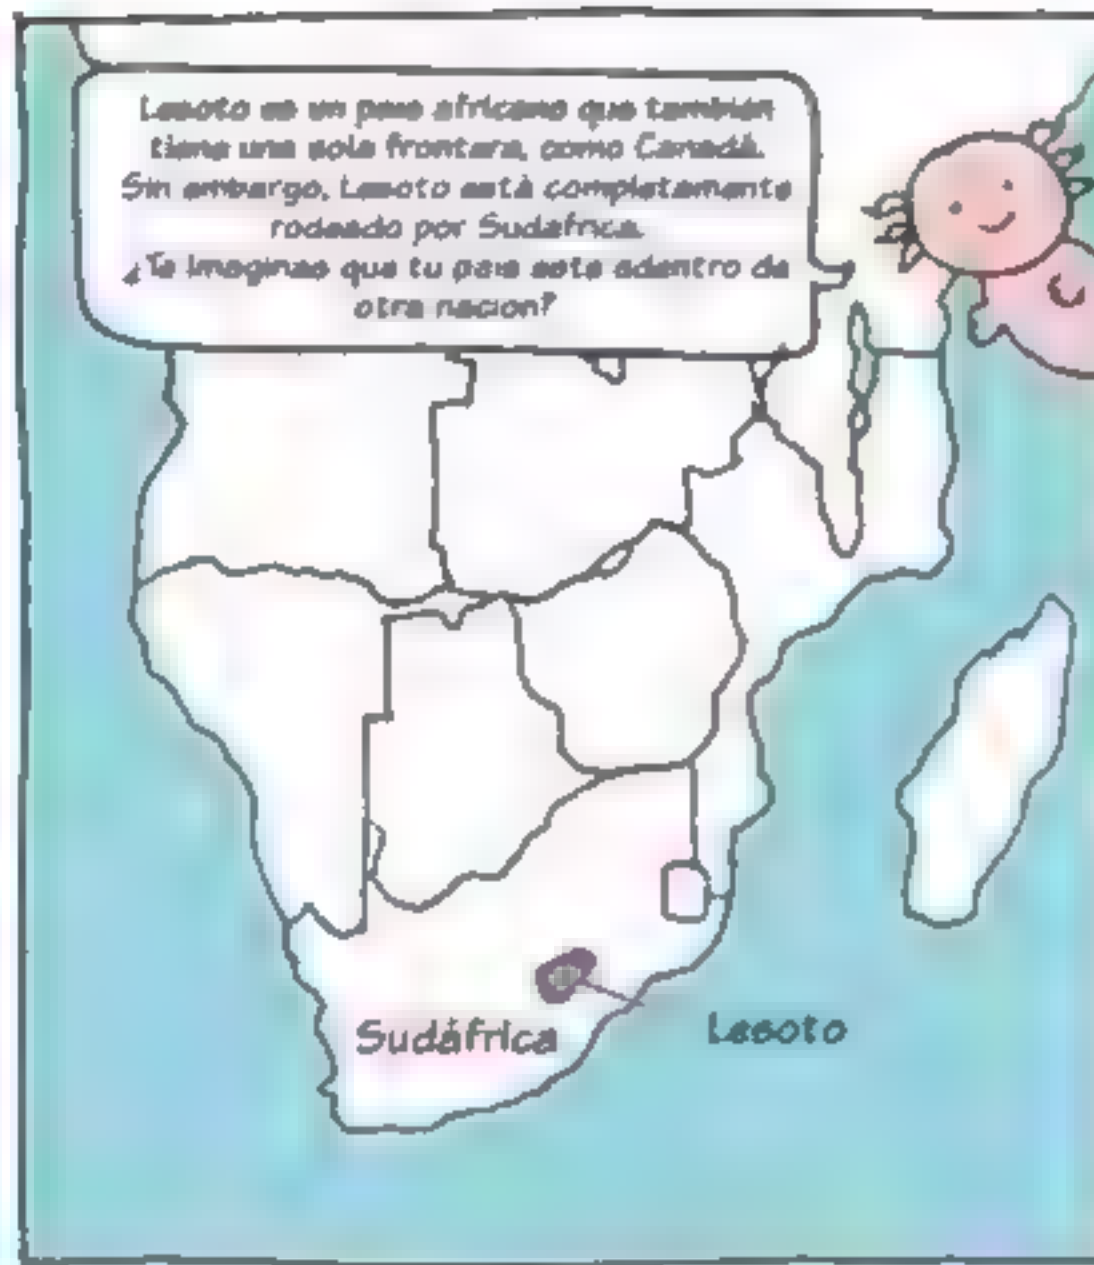 Lesoto es un país africano que también
tiene una sola frontera, como Canadá.
Sin embargo, Lesoto está completamente
rodeado por Sudáfrica.
¿Te imaginas que tu país esté adentro de
otra nación?
Sudáfrica
Lesoto